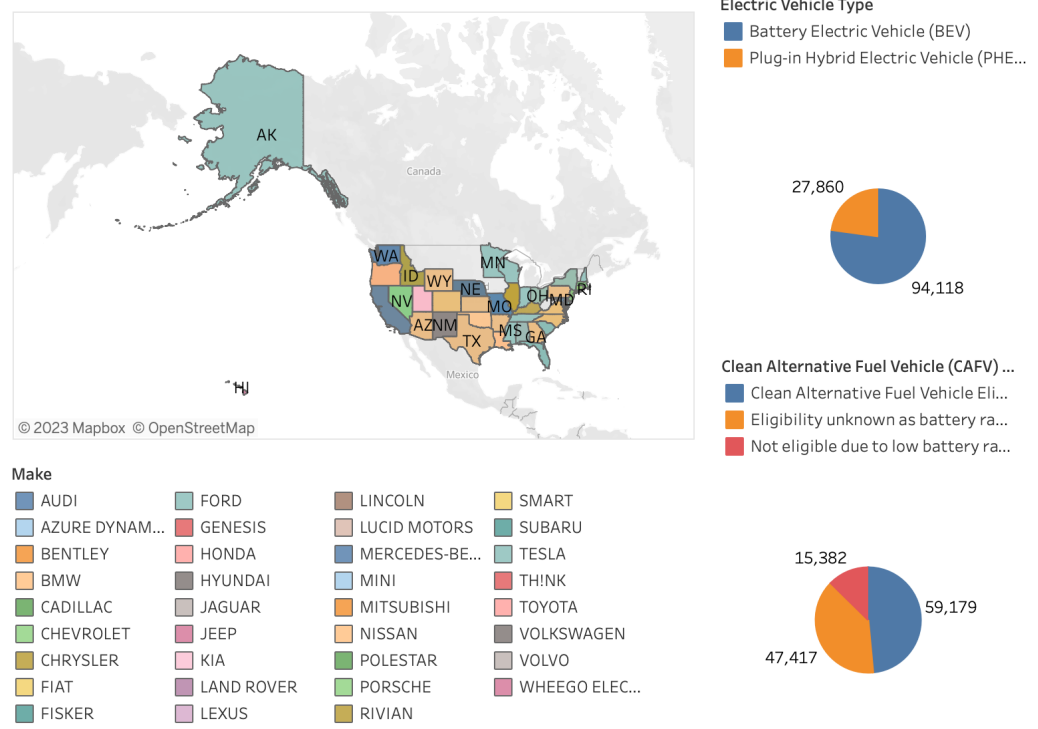 Electric Vehicle Type
Battery Electric Vehicle (BEV)
Plug-in Hybrid Electric Vehicle (PHE...
AK
Canada
WA
MN
ID
WY
NE
OH
RI
NV
MO
MD
AZ
NM
MS
GA
TX
Mexico
HI
© 2023 Mapbox © OpenStreetMap
27,860
94,118
Clean Alternative Fuel Vehicle (CAFV) ...
Clean Alternative Fuel Vehicle Eli...
Eligibility unknown as battery ra...
Not eligible due to low battery ra...
15,382
59,179
47,417
Make
AUDI
AZURE DYNAM...
BENTLEY
BMW
CADILLAC
CHEVROLET
CHRYSLER
FIAT
FISKER
FORD
GENESIS
HONDA
HYUNDAI
JAGUAR
JEEP
KIA
LAND ROVER
LEXUS
LINCOLN
LUCID MOTORS
MERCEDES-BE...
MINI
MITSUBISHI
NISSAN
POLESTAR
PORSCHE
RIVIAN
SMART
SUBARU
TESLA
TH!NK
TOYOTA
VOLKSWAGEN
VOLVO
WHEEGO ELEC...